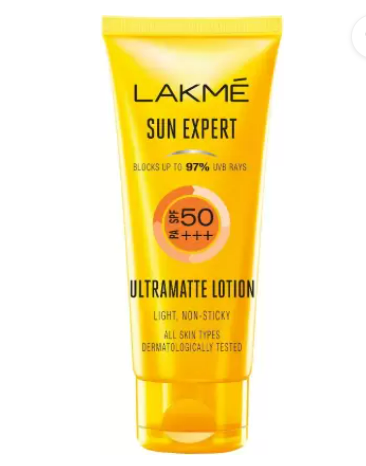 LAKMÉ
SUN EXPERT
BLOCKS UP TO 97% UVB RAYS
SPF 50
PA +++
ULTRAMATTE LOTION
LIGHT, NON-STICKY
ALL SKIN TYPES
DERMATOLOGICALLY TESTED